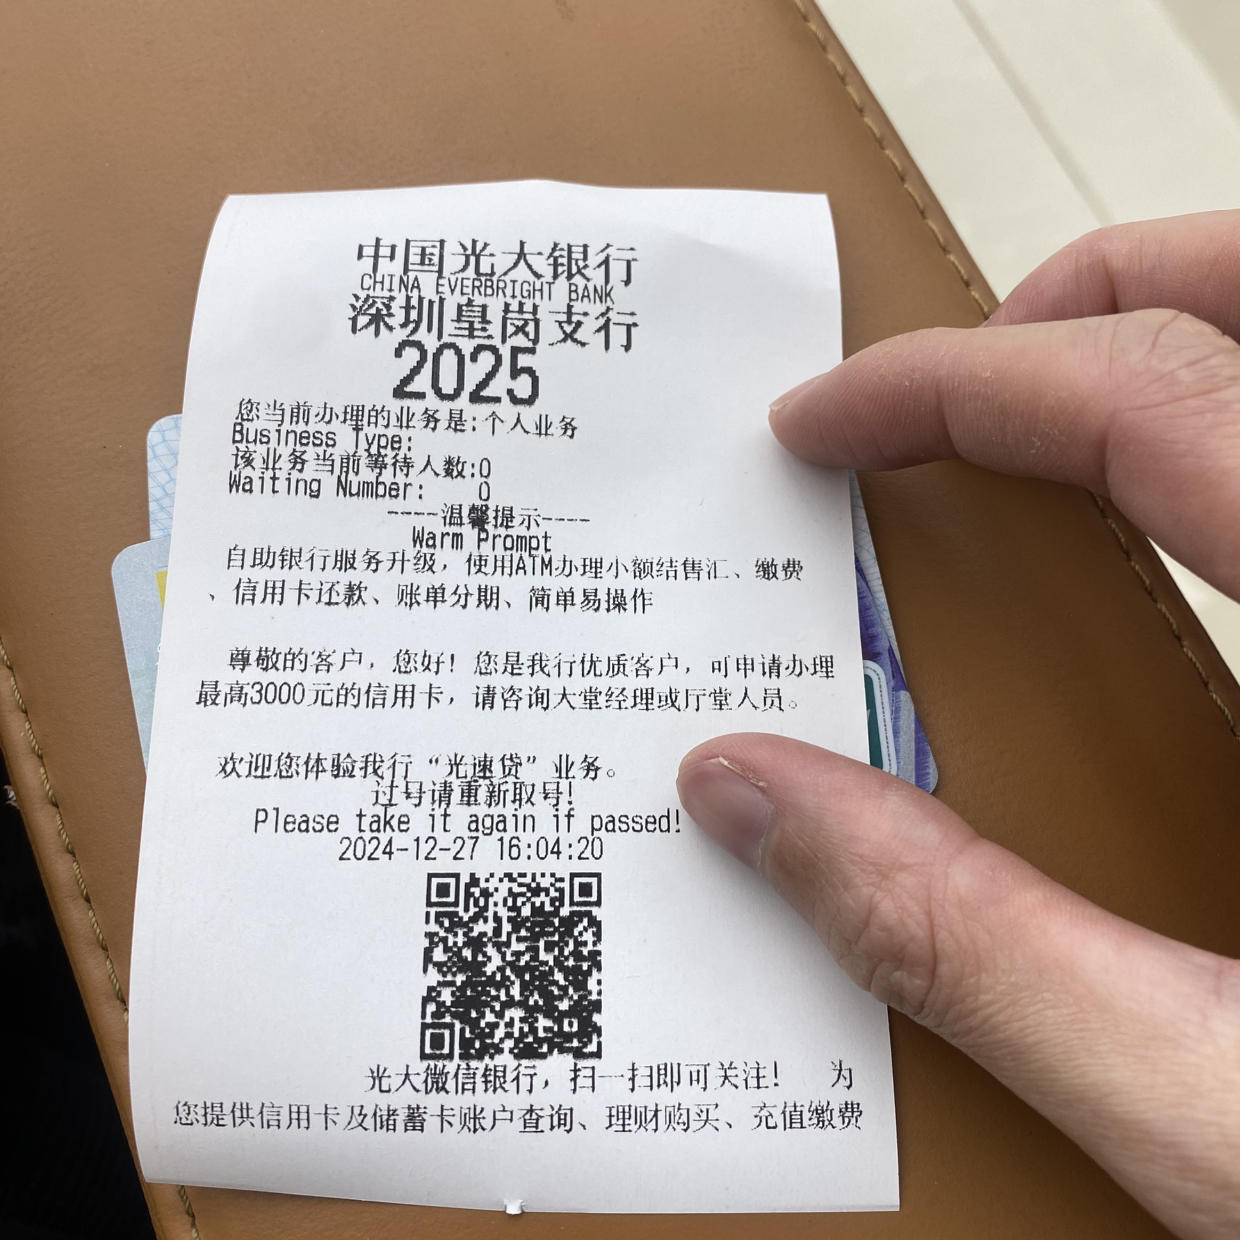 中国光大银行
CHINA EVERBRIGHT BANK
深圳皇岗支行
2025
您当前办理的业务是:个人业务
Business Type:
该业务当前等待人数:0
Waiting Number: 0
----温馨提示----
Warm Prompt
自助银行服务升级，使用ATM办理小额结售汇、缴费
、信用卡还款、账单分期、简单易操作
尊敬的客户，您好！您是我行优质客户，可申请办理
最高3000元的信用卡，请咨询大堂经理或厅堂人员。
欢迎您体验我行“光速贷”业务。
过号请重新取号！
Please take it again if passed!
2024-12-27 16:04:20
光大微信银行，扫一扫即可关注！ 为
您提供信用卡及储蓄卡账户查询、理财购买、充值缴费